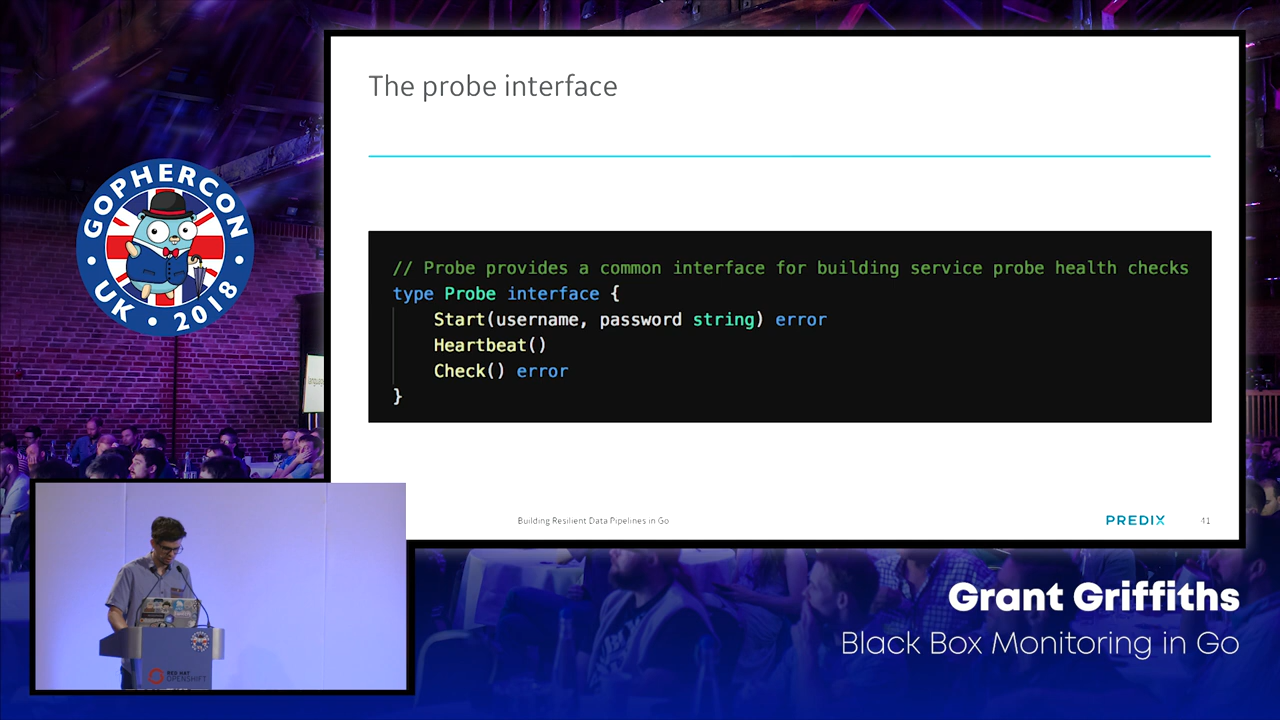 The probe interface
// Probe provides a common interface for building service probe health checks
type Probe interface {
Start(username, password string) error
Heartbeat()
Check() error
}
Building Resilient Data Pipelines in Go
PREDIX
41
GOPHERCON
UK • 2018
RED HAT
OPENSHIFT
Grant Griffiths
Black Box Monitoring in Go